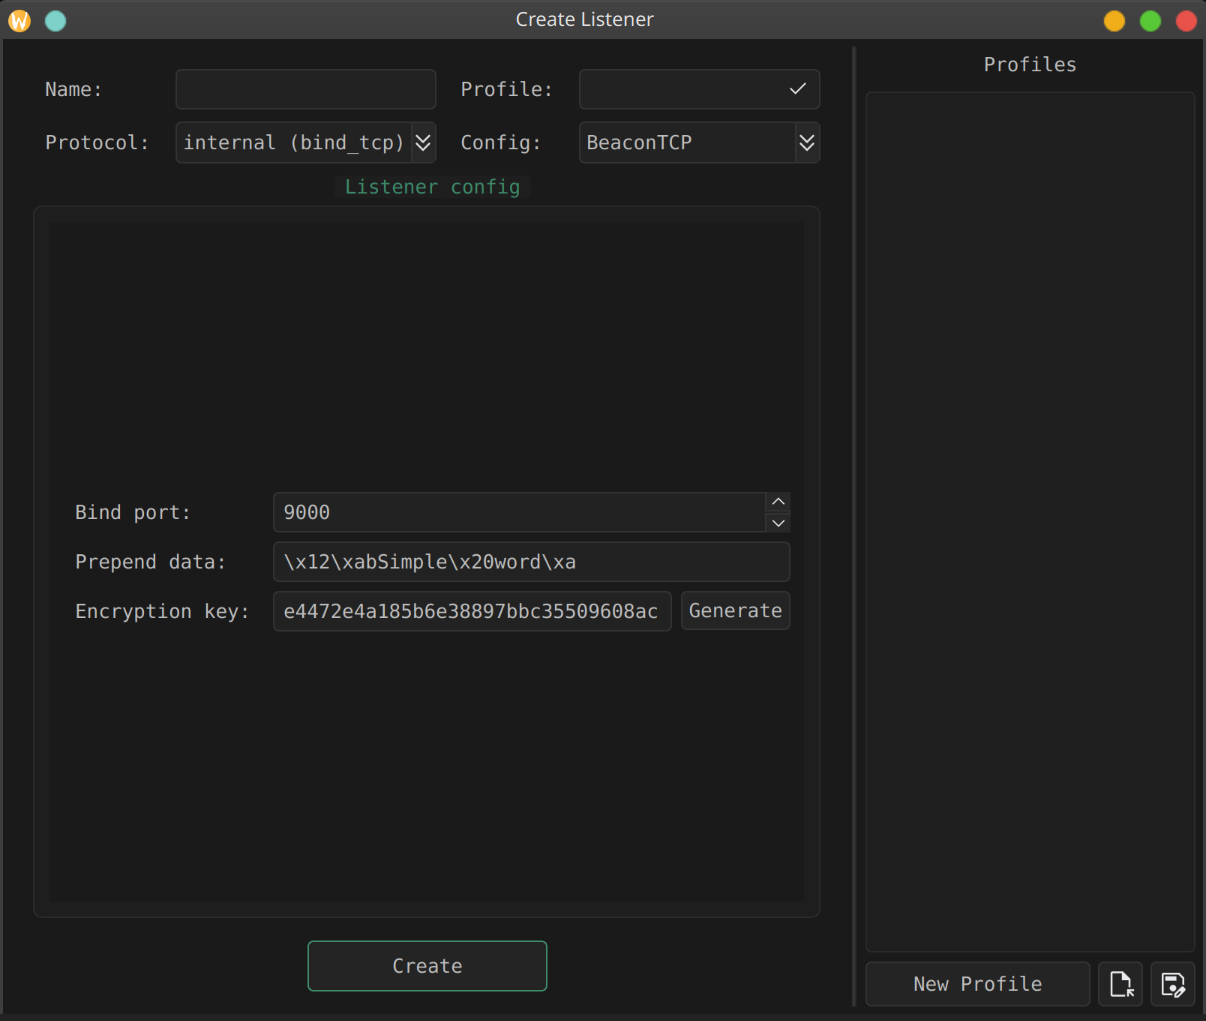 Create Listener
Name:
Profile:
Protocol: internal (bind_tcp)
Config: BeaconTCP
Listener config
Bind port: 9000
Prepend data: \x12\xabSimple\x20word\xa
Encryption key: e4472e4a185b6e38897bbc35509608ac Generate
Create
Profiles
New Profile